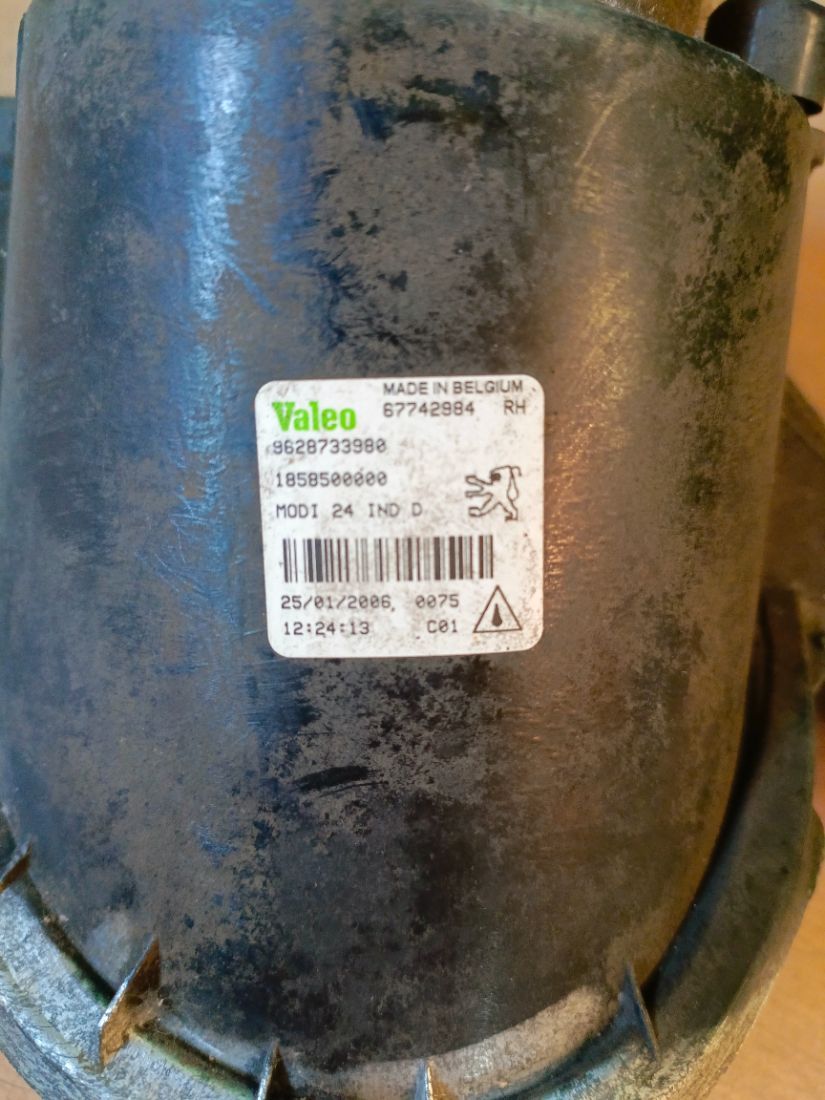 MADE IN BELGIUM
Valeo 67742984 RH
9628733980
1858500000
MODI 24 IND D
25/01/2006, 0075
12:24:13 C01